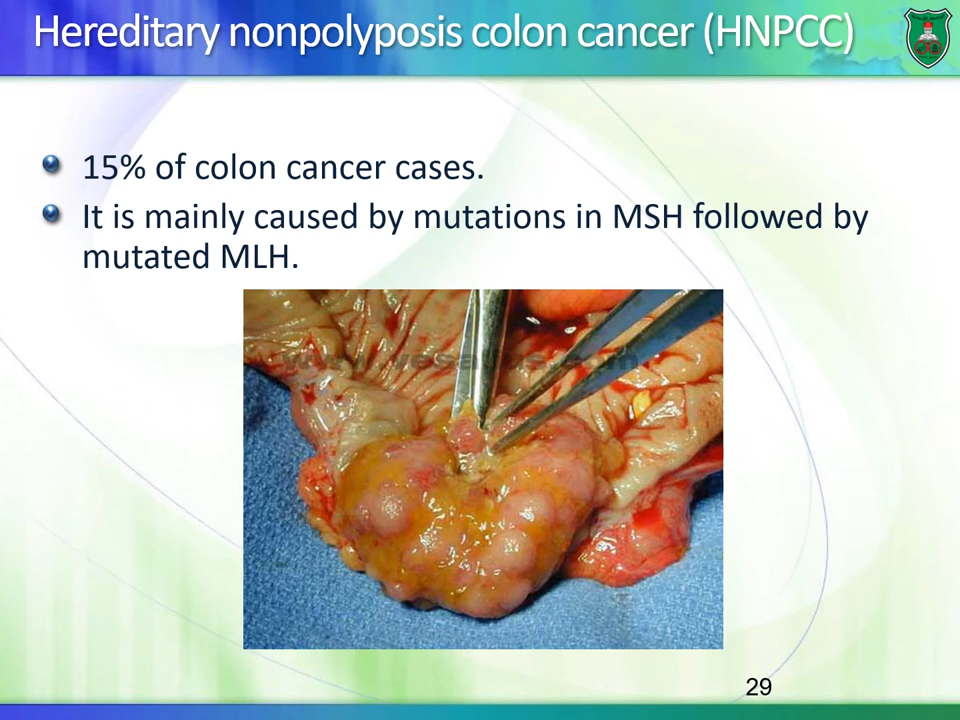 Hereditary nonpolyposis colon cancer (HNPCC)
15% of colon cancer cases.
It is mainly caused by mutations in MSH followed by
mutated MLH.
29